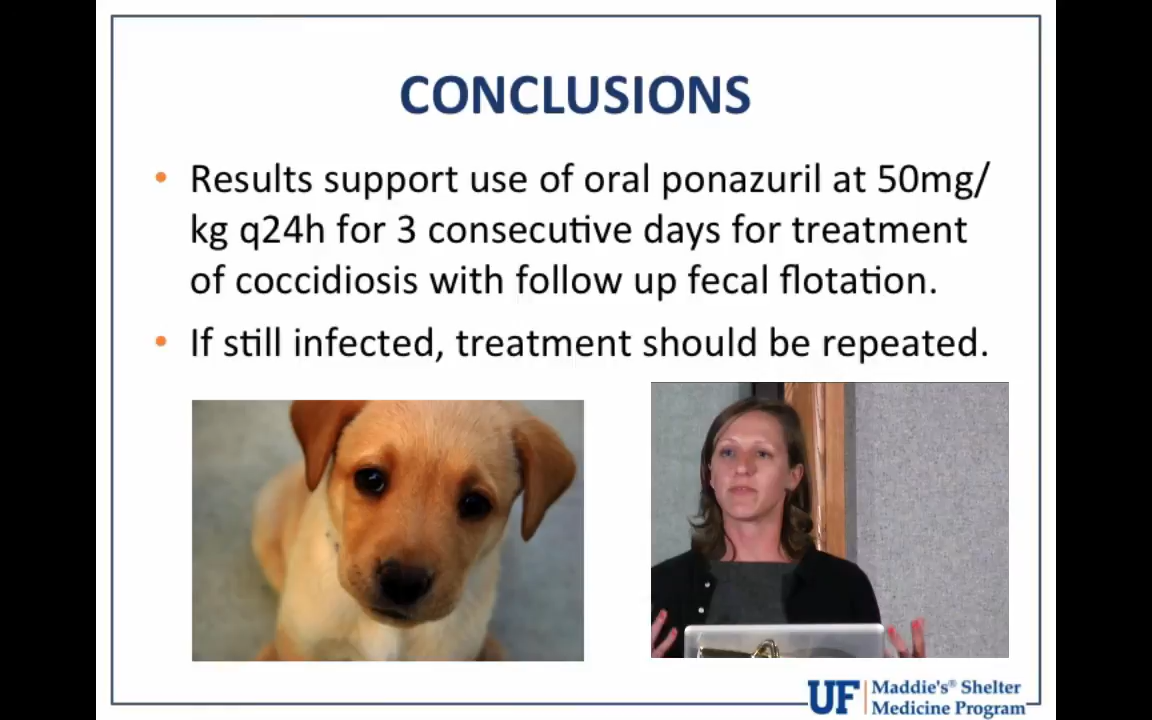 CONCLUSIONS
• Results support use of oral ponazuril at 50mg/
kg q24h for 3 consecutive days for treatment
of coccidiosis with follow up fecal flotation.
• If still infected, treatment should be repeated.
UF
Maddie's® Shelter
Medicine Program